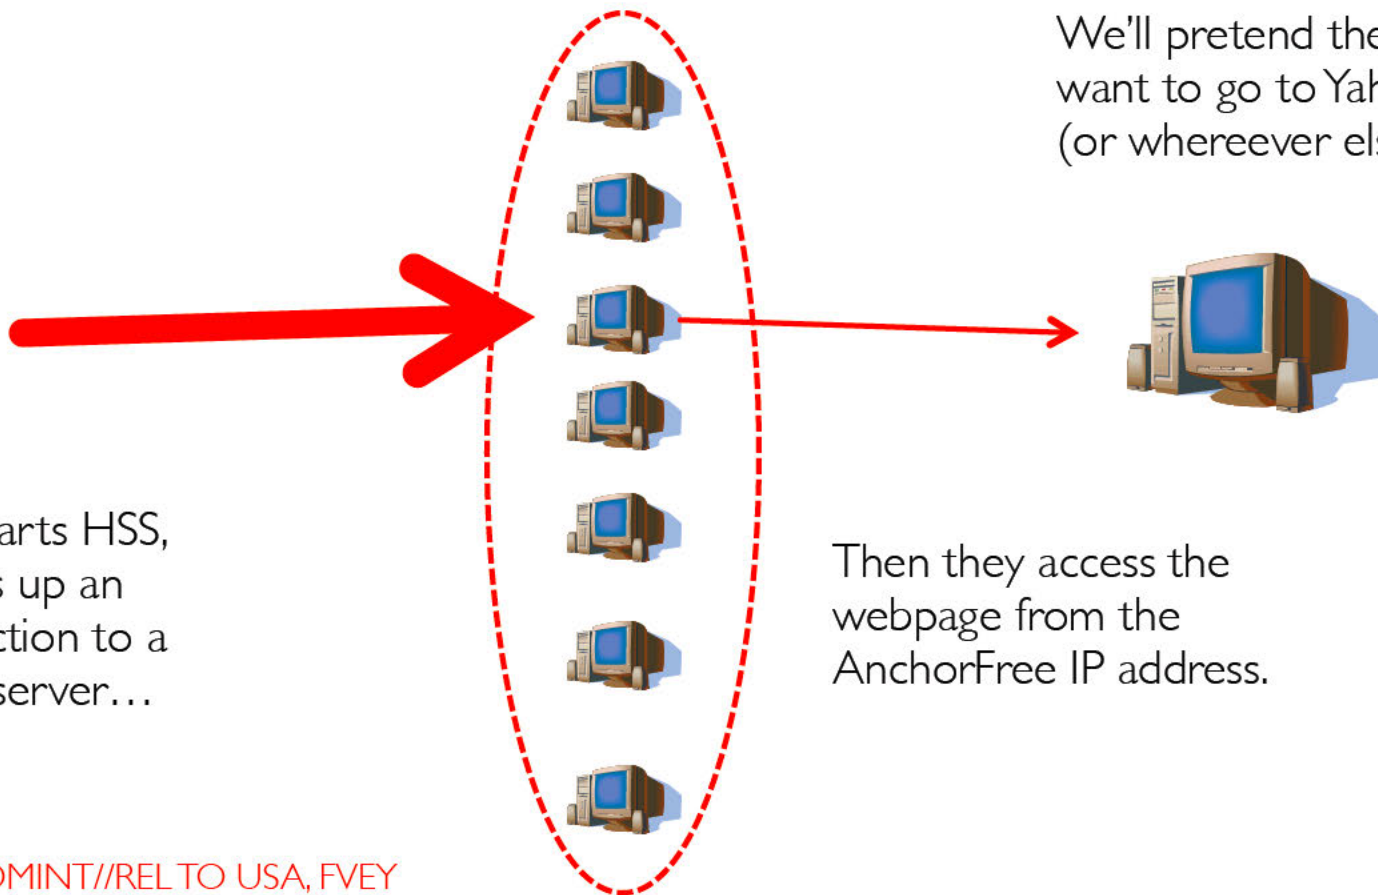 We'll pretend the
want to go to Yah
(or whereever els
arts HSS,
s up an
ction to a
server…
Then they access the
webpage from the
AnchorFree IP address.
OMINT//REL TO USA, FVEY